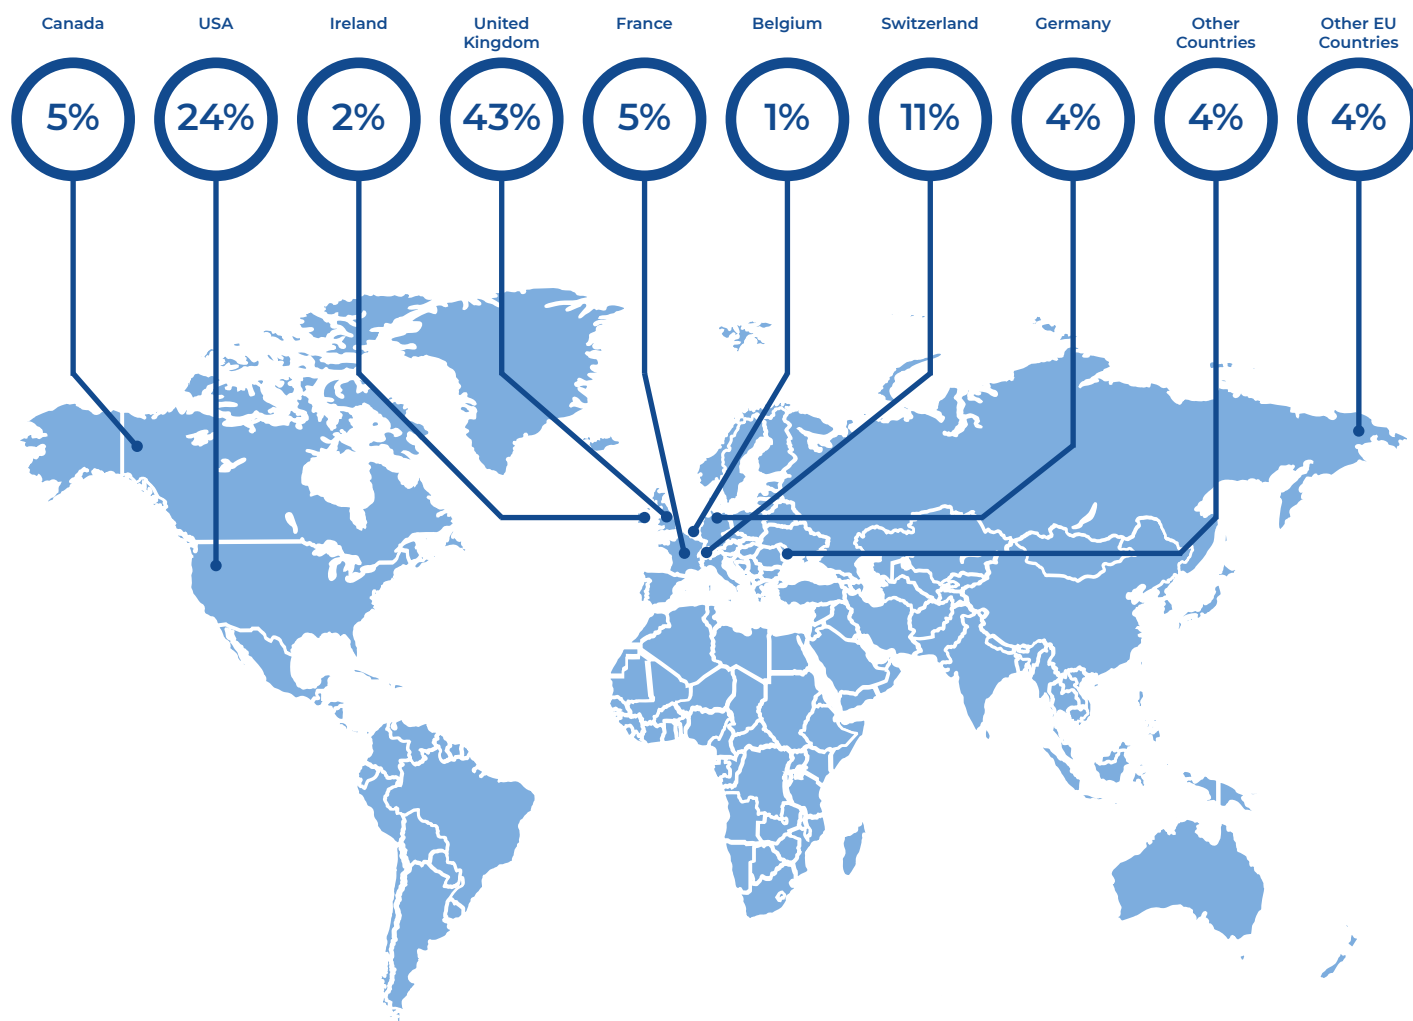 Canada
USA
Ireland
United
Kingdom
France
Belgium
Switzerland
Germany
Other
Countries
Other EU
Countries
5%
24%
2%
43%
5%
1%
11%
4%
4%
4%